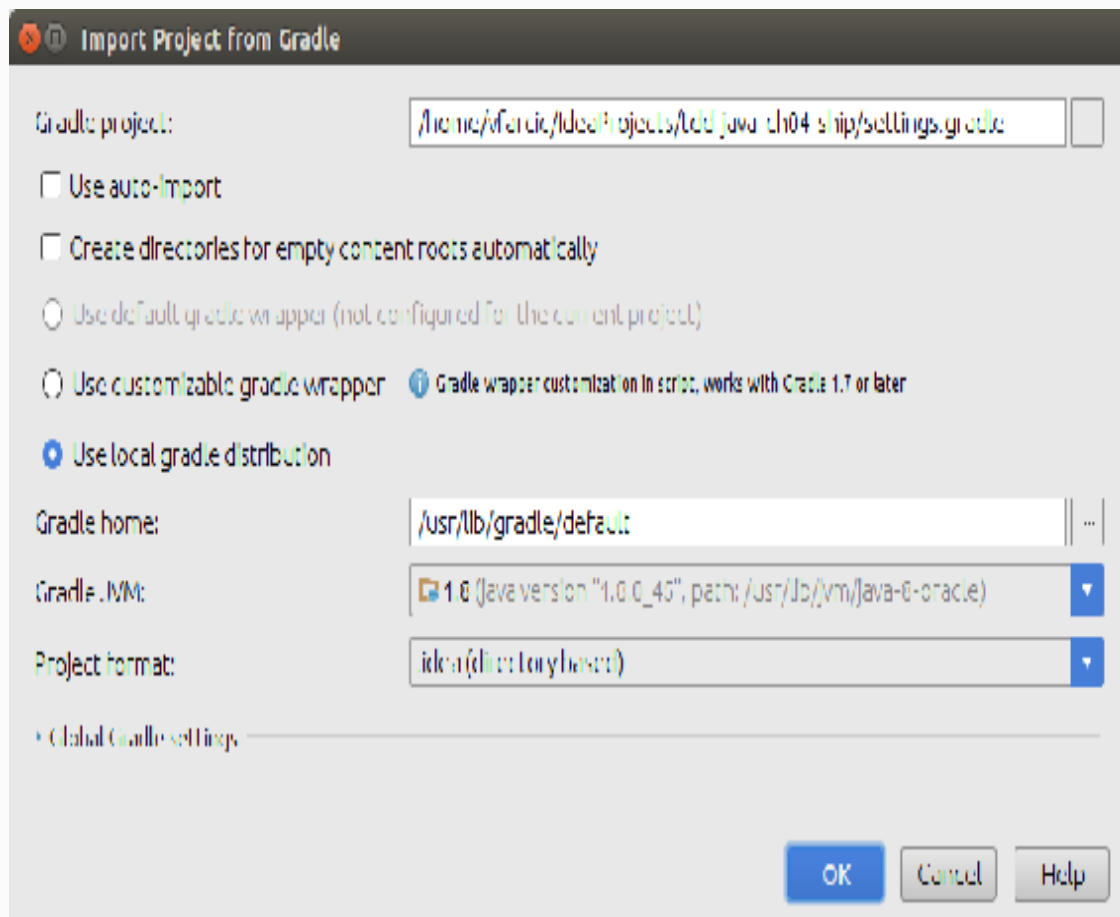 Import Project from Gradle
Gradle project: /home/vfarcic/IdeaProjects/tdd-java-ch04-ship/settings.gradle
Use auto-import
Create directories for empty content roots automatically
Use default gradle wrapper (not configured for the current project)
Use customizable gradle wrapper Gradle wrapper customization in script, works with Gradle 1.7 or later
Use local gradle distribution
Gradle home: /usr/lib/gradle/default ...
Gradle JVM: 1.8 (java version "1.8.0_45", path: /usr/lib/jvm/java-8-oracle)
Project format: .idea (directory based)
Global Gradle settings
OK Cancel Help